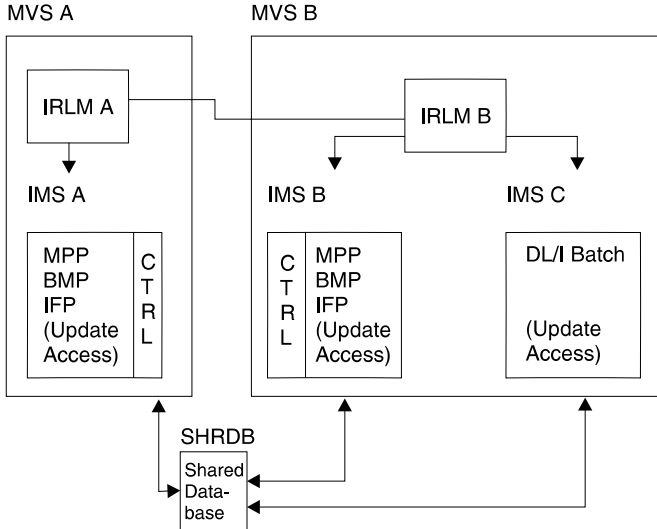 MVS A
MVS B
IRLM A
IRLM B
IMS A
IMS B
IMS C
MPP
BMP
IFP
(Update
Access)
C
T
R
L
C
T
R
L
MPP
BMP
IFP
(Update
Access)
DL/I Batch
(Update
Access)
SHRDB
Shared
Data-
base